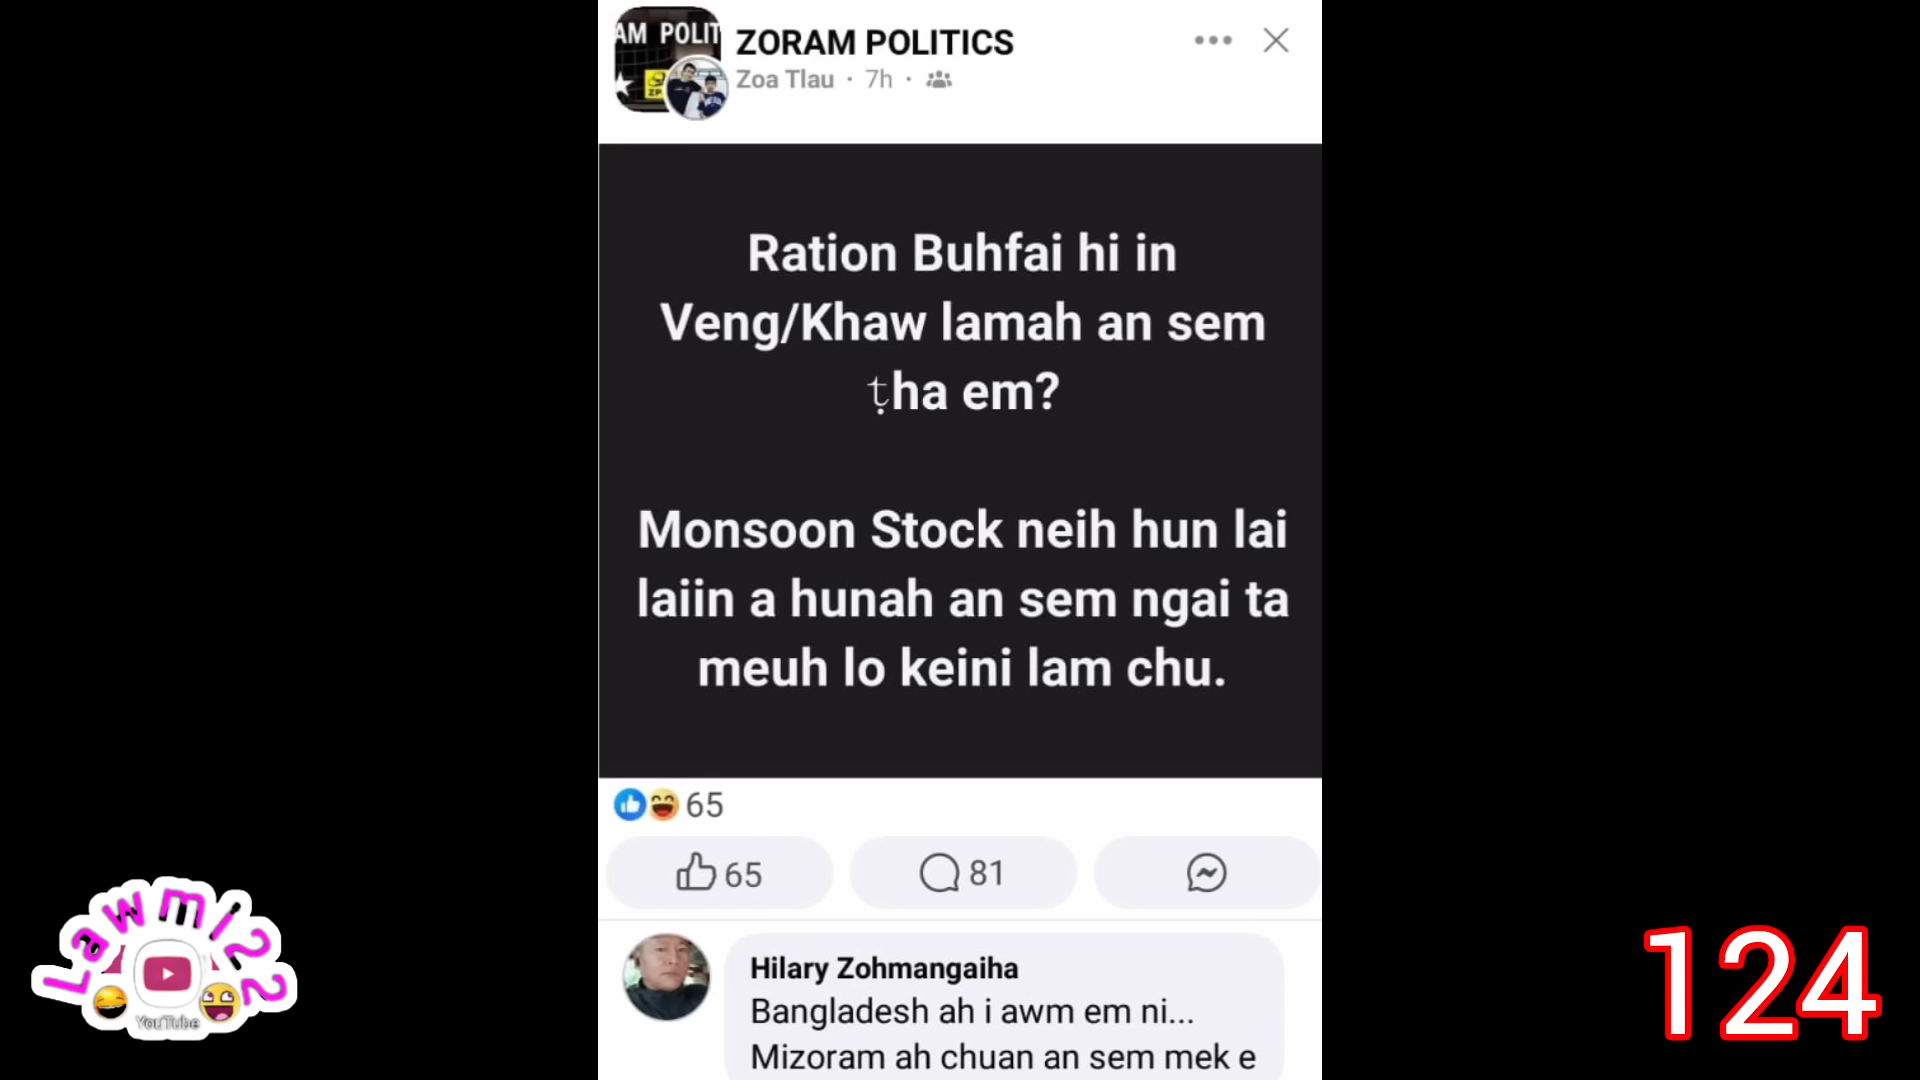 AM POLIT
ZP
ZORAM POLITICS
Zoa Tlau · 7h ·
Ration Buhfai hi in
Veng/Khaw lamah an sem
ṭha em?
Monsoon Stock neih hun lai
laiin a hunah an sem ngai ta
meuh lo keini lam chu.
65
65
81
Hilary Zohmangaiha
Bangladesh ah i awm em ni...
Mizoram ah chuan an sem mek e
Lawmi22
YouTube
124